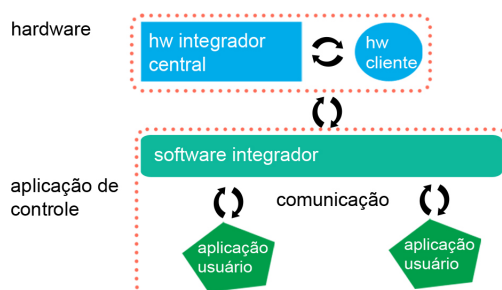 hardware
hw integrador
central
hw
cliente
software integrador
aplicação de
controle
comunicação
aplicação
usuário
aplicação
usuário